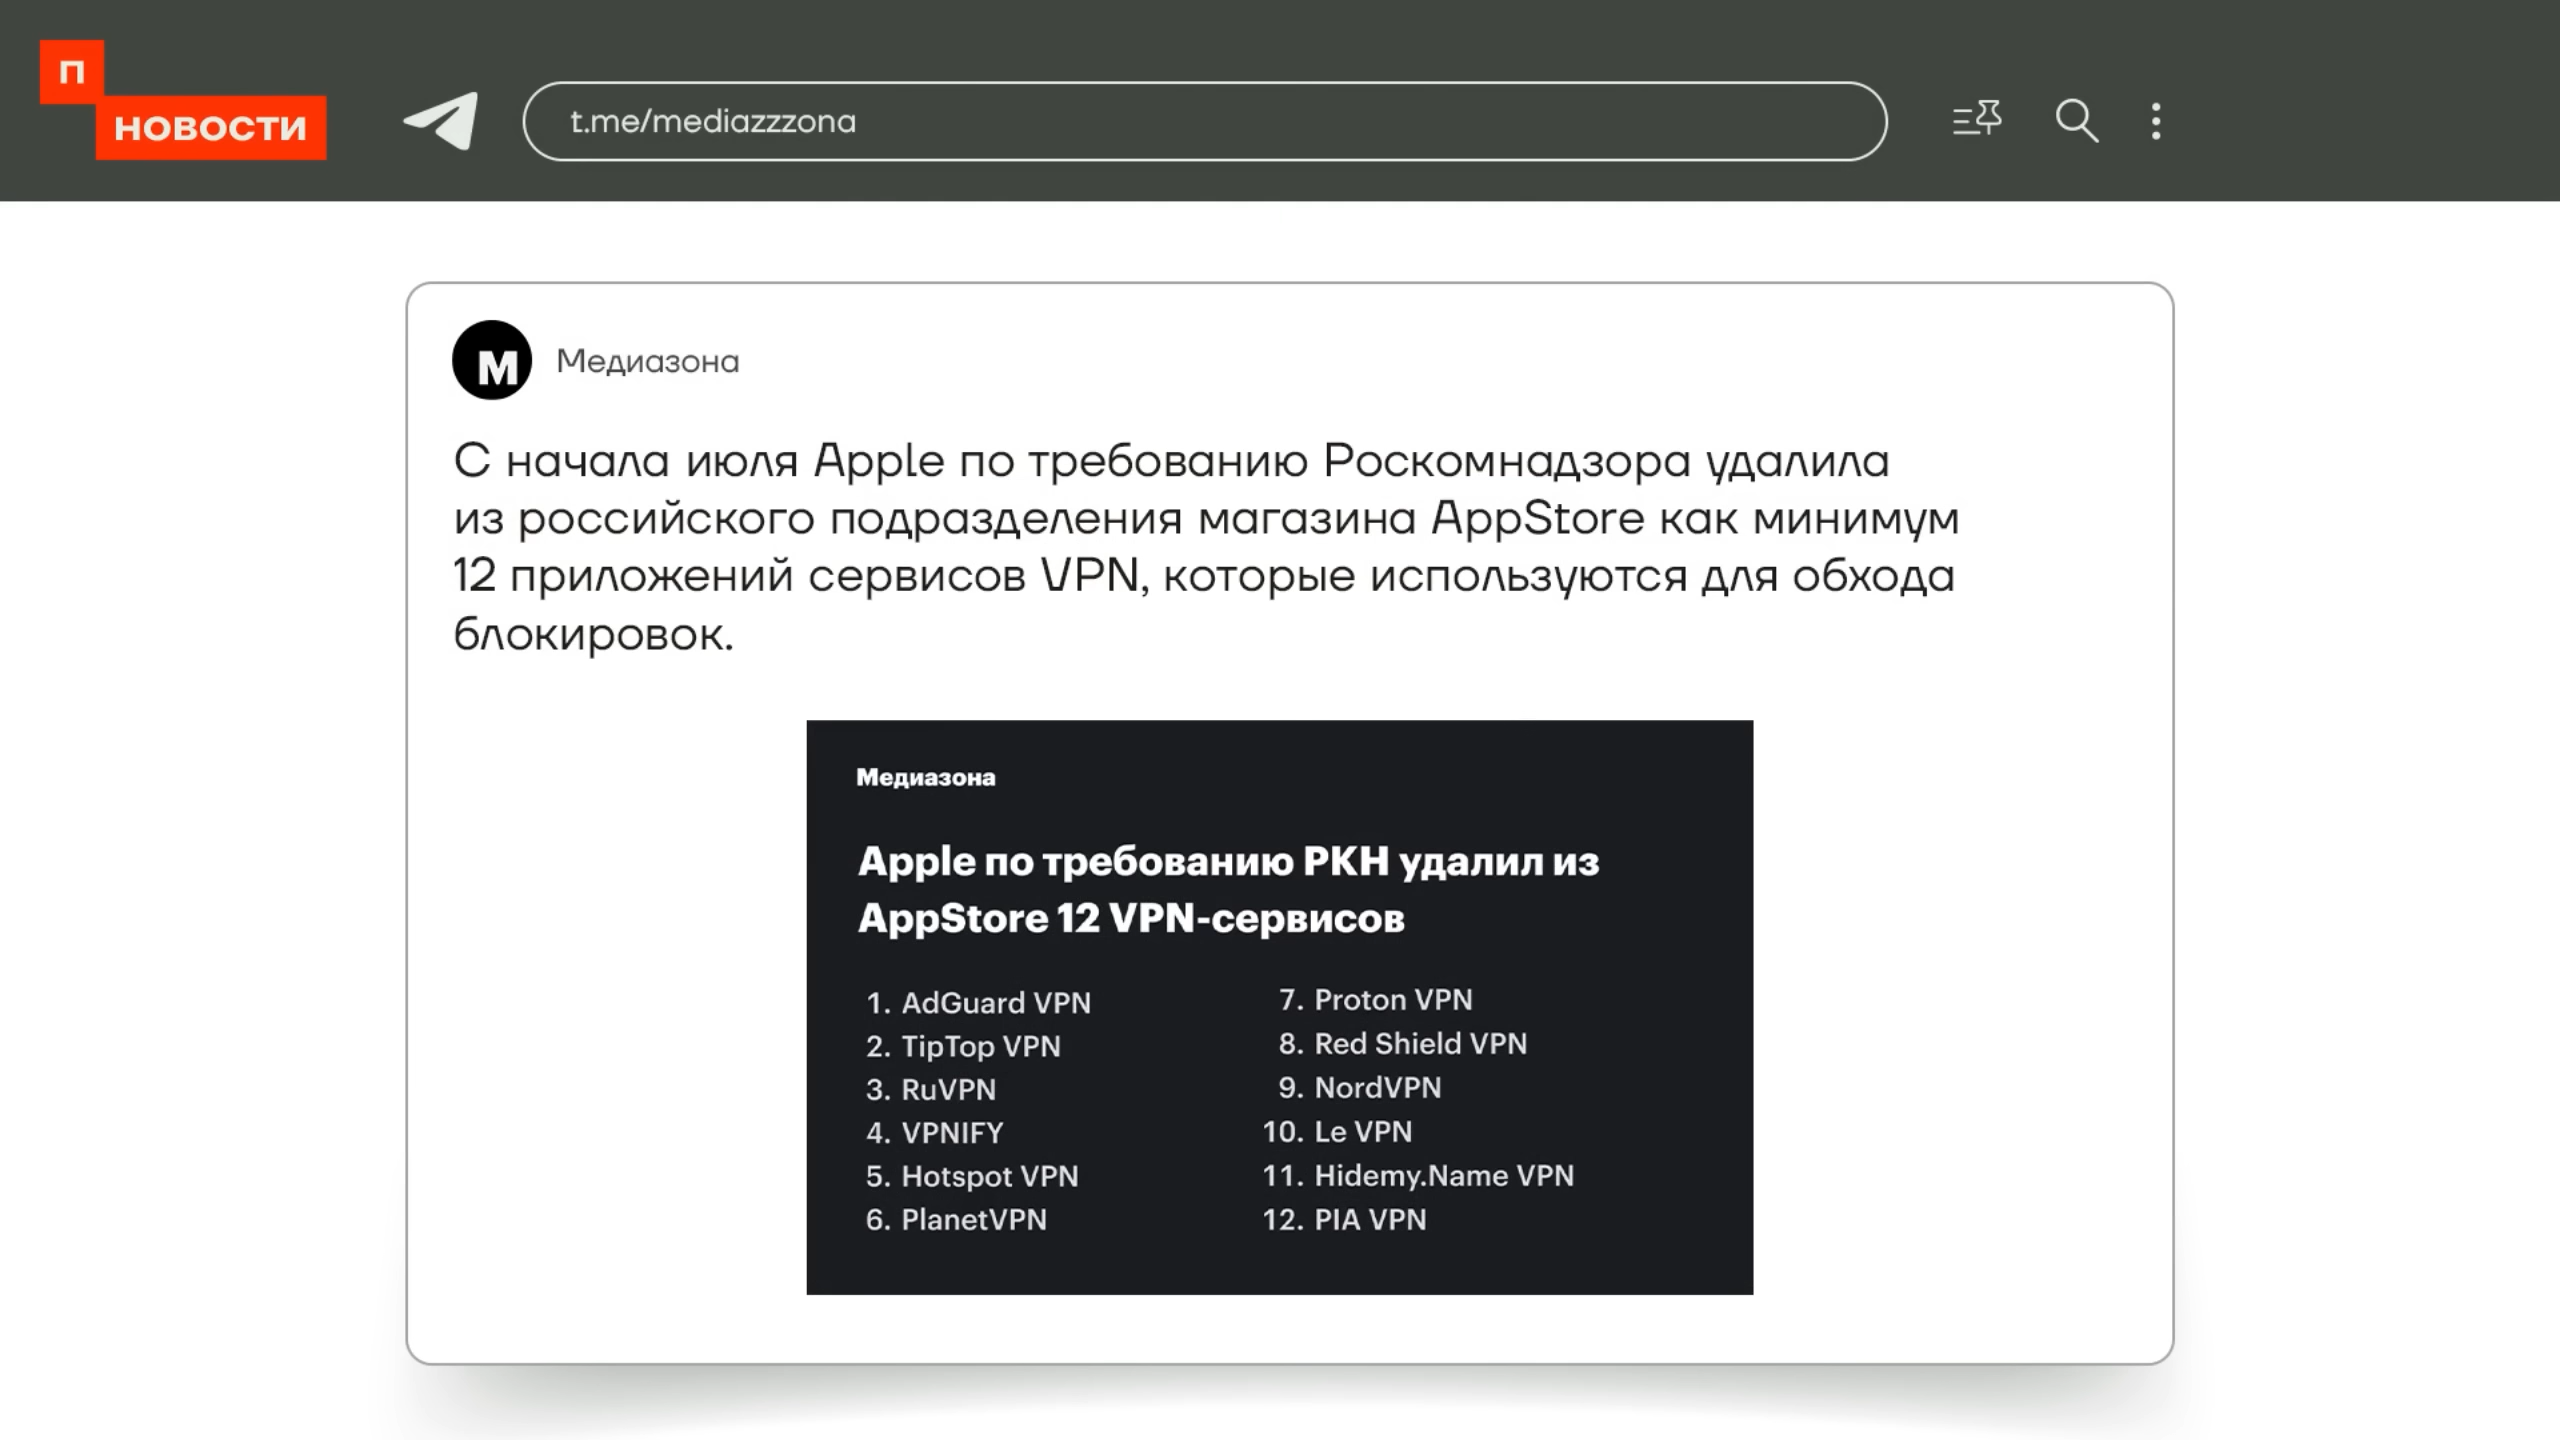 П
НОВОСТИ
t.me/mediazzzona
Медиазона
С начала июля Apple по требованию Роскомнадзора удалила
из российского подразделения магазина AppStore как минимум
12 приложений сервисов VPN, которые используются для обхода
блокировок.
Медиазона
Apple по требованию РКН удалил из
AppStore 12 VPN-сервисов
1. AdGuard VPN
2. TipTop VPN
3. RuVPN
4. VPNIFY
5. Hotspot VPN
6. PlanetVPN
7. Proton VPN
8. Red Shield VPN
9. NordVPN
10. Le VPN
11. Hidemy.Name VPN
12. PIA VPN